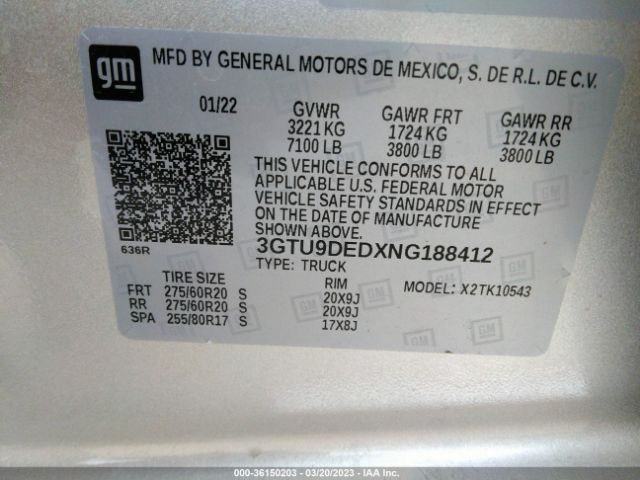 gm
MFD BY GENERAL MOTORS DE MEXICO, S. DE R.L. DE C.V.
01/22 GVWR GAWR FRT GAWR RR
3221 KG 1724 KG 1724 KG
7100 LB 3800 LB 3800 LB
THIS VEHICLE CONFORMS TO ALL
APPLICABLE U.S. FEDERAL MOTOR
VEHICLE SAFETY STANDARDS IN EFFECT
ON THE DATE OF MANUFACTURE
SHOWN ABOVE.
636R
3GTU9DEDXNG188412
TYPE: TRUCK
TIRE SIZE RIM MODEL: X2TK10543
FRT 275/60R20 S 20X9J
RR 275/60R20 S 20X9J
SPA 255/80R17 S 17X8J
000-36150203 - 03/20/2023 - IAA Inc.